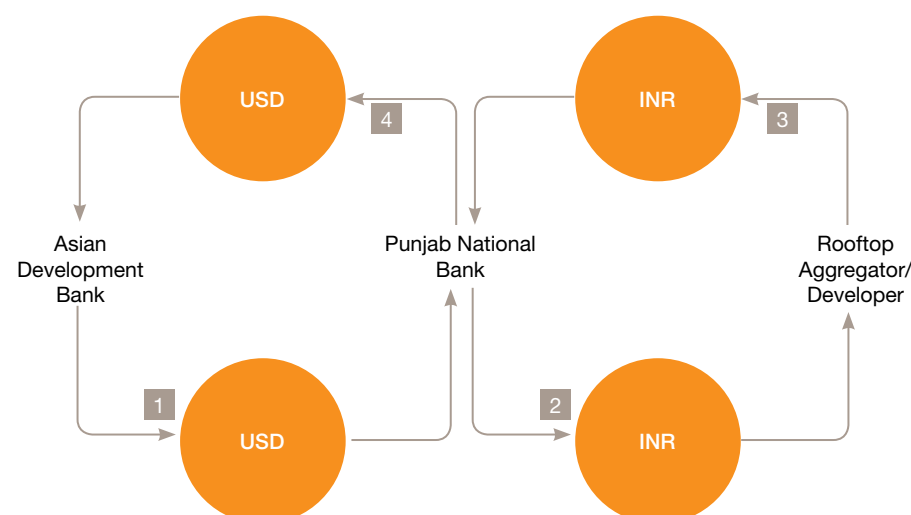 USD
INR
4
3
Asian
Development
Bank
Punjab National
Bank
Rooftop
Aggregator/
Developer
1
2
USD
INR